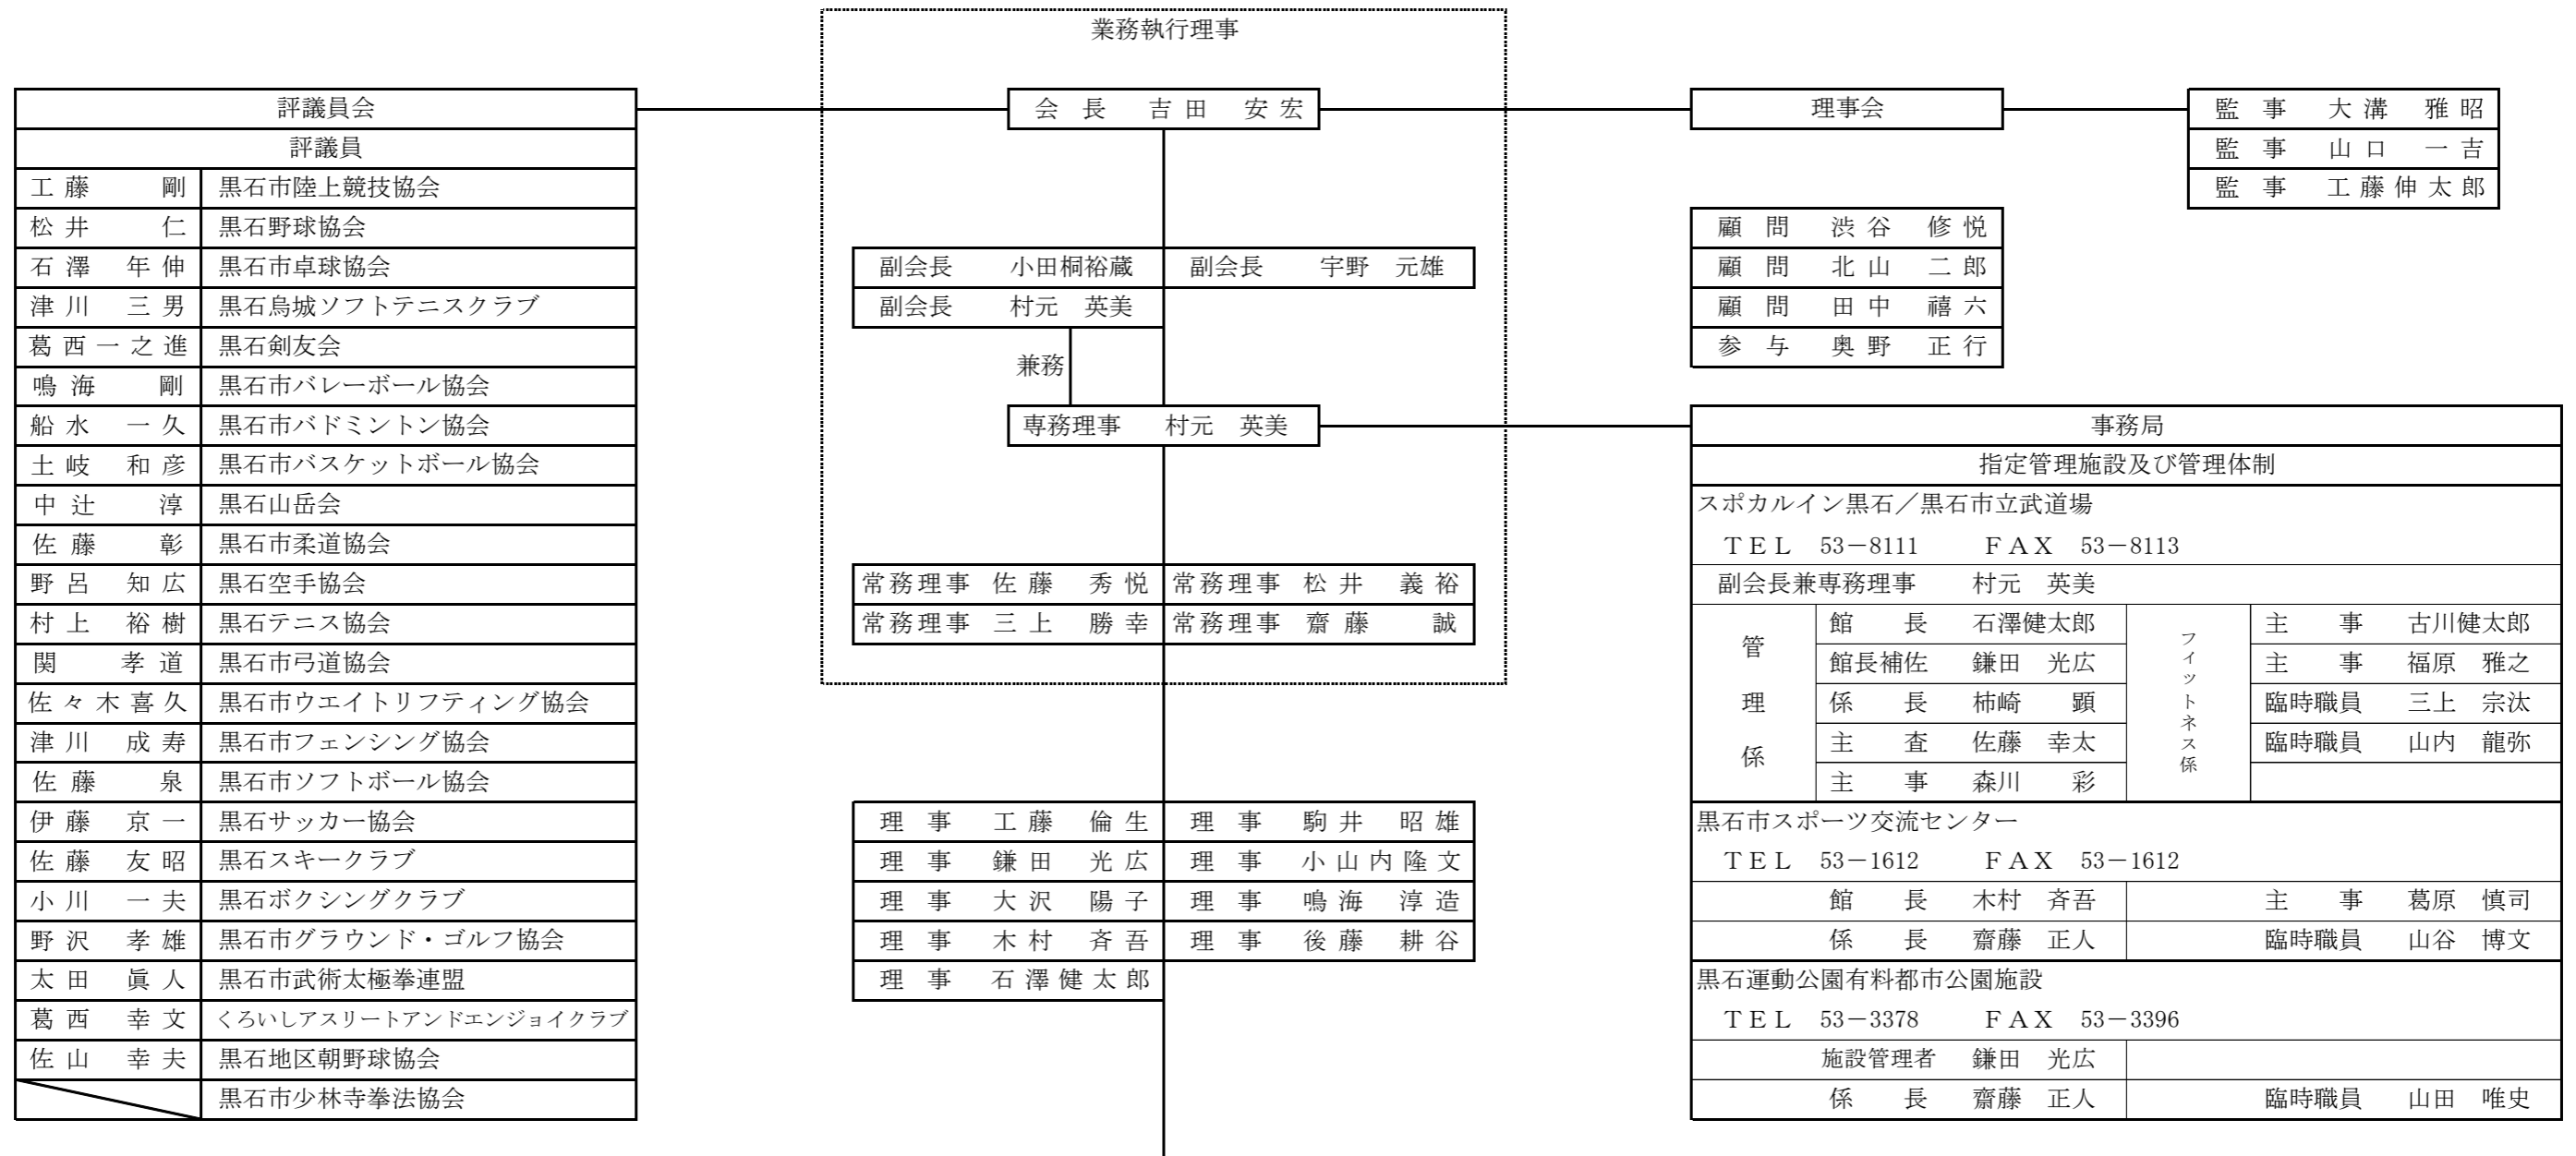 業務執行理事
評議員会
評議員
工藤 剛 黒石市陸上競技協会
松井 仁 黒石野球協会
石澤 年伸 黒石市卓球協会
津川 三男 黒石烏城ソフトテニスクラブ
葛西一之進 黒石剣友会
鳴海 剛 黒石市バレーボール協会
船水 一久 黒石市バドミントン協会
土岐 和彦 黒石市バスケットボール協会
中辻 淳 黒石山岳会
佐藤 彰 黒石市柔道協会
野呂 知広 黒石空手協会
村上 裕樹 黒石テニス協会
関 孝道 黒石市弓道協会
佐々木喜久 黒石市ウエイトリフティング協会
津川 成寿 黒石市フェンシング協会
佐藤 泉 黒石市ソフトボール協会
伊藤 京一 黒石サッカー協会
佐藤 友昭 黒石スキークラブ
小川 一夫 黒石ボクシングクラブ
野沢 孝雄 黒石市グラウンド・ゴルフ協会
太田 眞人 黒石市武術太極拳連盟
葛西 幸文 くろいしアスリートアンドエンジョイクラブ
佐山 幸夫 黒石地区朝野球協会
黒石市少林寺拳法協会
会長 吉田 安宏
副会長 小田桐裕蔵 副会長 宇野 元雄
副会長 村元 英美
兼務
専務理事 村元 英美
常務理事 佐藤 秀悦 常務理事 松井 義裕
常務理事 三上 勝幸 常務理事 齋藤 誠
理事 工藤 倫生 理事 駒井 昭雄
理事 鎌田 光広 理事 小山内隆文
理事 大沢 陽子 理事 鳴海 淳造
理事 木村 斉吾 理事 後藤 耕谷
理事 石澤健太郎
理事会
監事 大溝 雅昭
監事 山口 一吉
監事 工藤伸太郎
顧問 渋谷 修悦
顧問 北山 二郎
顧問 田中 禧六
参与 奥野 正行
事務局
指定管理施設及び管理体制
スポカルイン黒石／黒石市立武道場
ＴＥＬ 53－8111 ＦＡＸ 53－8113
副会長兼専務理事 村元 英美
管理係
館長 石澤健太郎
館長補佐 鎌田 光広
係長 柿崎 顕
主査 佐藤 幸太
主事 森川 彩
フィットネス係
主事 古川健太郎
主事 福原 雅之
臨時職員 三上 宗汰
臨時職員 山内 龍弥
黒石市スポーツ交流センター
ＴＥＬ 53－1612 ＦＡＸ 53－1612
館長 木村 斉吾 主事 葛原 慎司
係長 齋藤 正人 臨時職員 山谷 博文
黒石運動公園有料都市公園施設
ＴＥＬ 53－3378 ＦＡＸ 53－3396
施設管理者 鎌田 光広
係長 齋藤 正人 臨時職員 山田 唯史